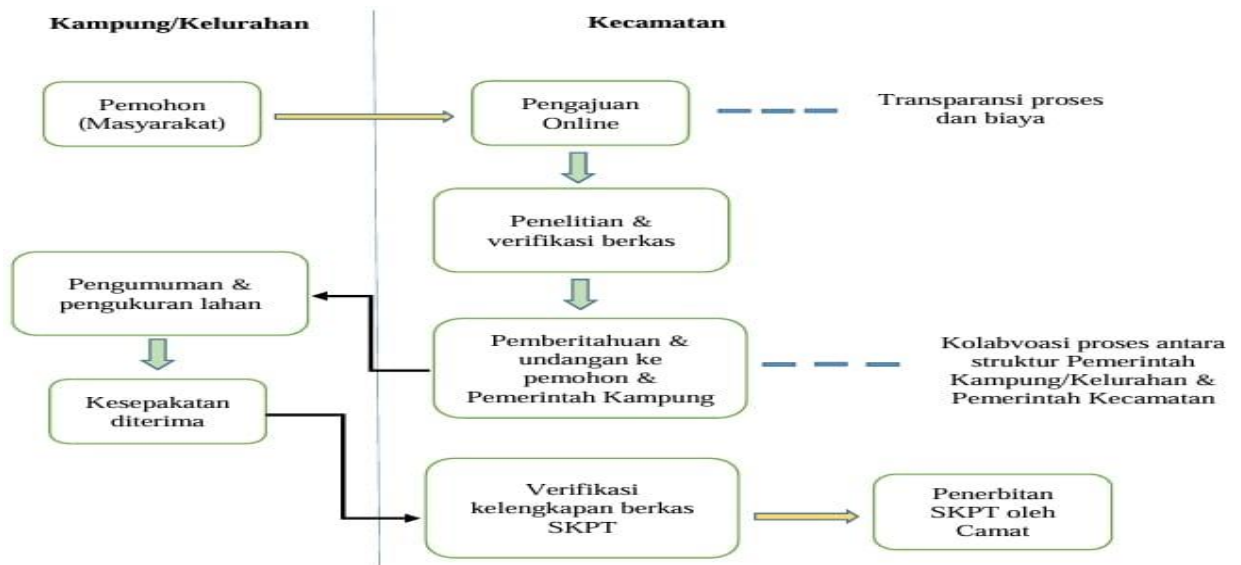 Kampung/Kelurahan
Kecamatan
Pemohon
(Masyarakat)
Pengajuan
Online
Transparansi proses
dan biaya
Penelitian &
verifikasi berkas
Pengumuman &
pengukuran lahan
Pemberitahuan &
undangan ke
pemohon &
Pemerintah Kampung
Kolabvoasi proses antara
struktur Pemerintah
Kampung/Kelurahan &
Pemerintah Kecamatan
Kesepakatan
diterima
Verifikasi
kelengkapan berkas
SKPT
Penerbitan
SKPT oleh
Camat